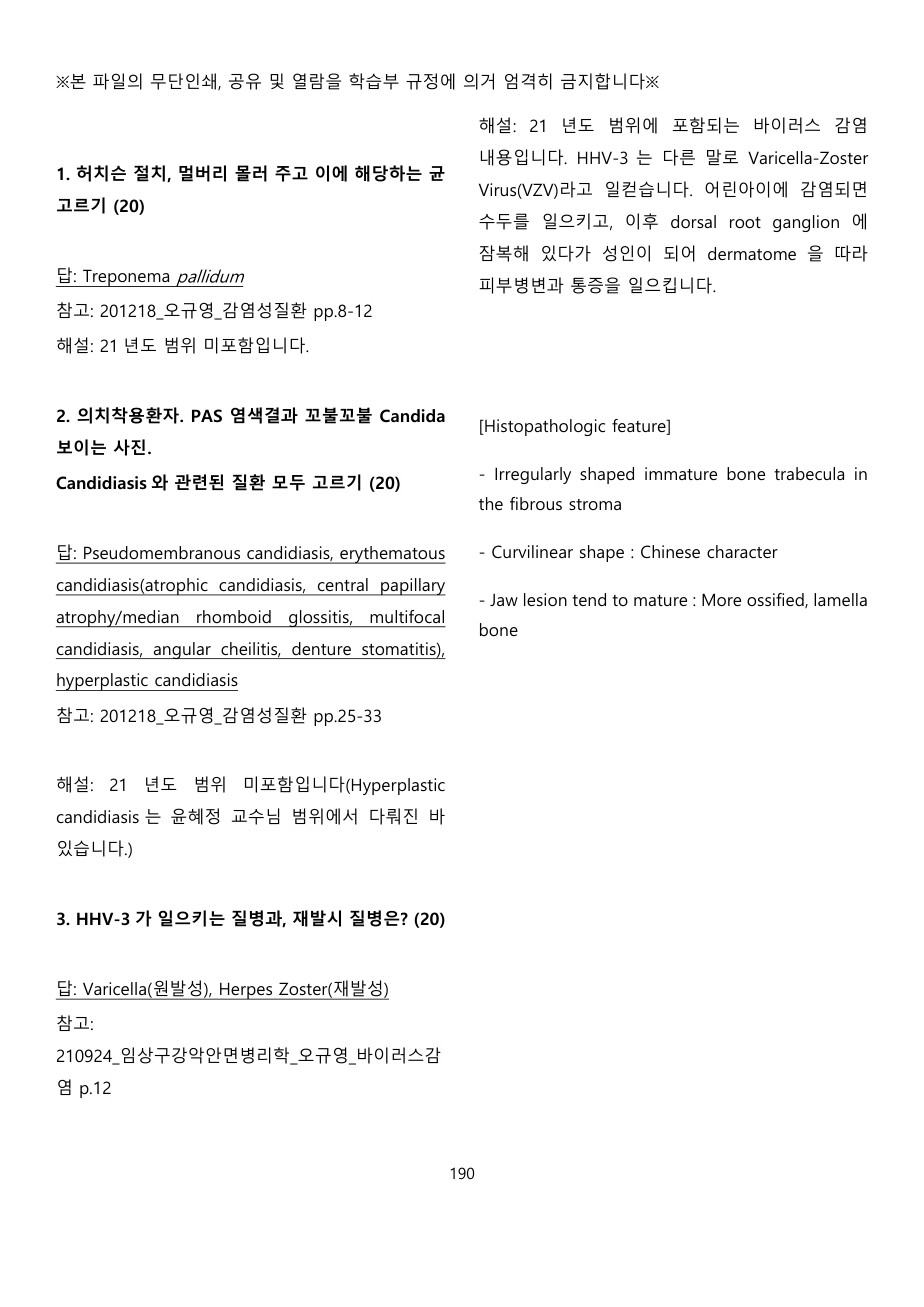 ※본 파일의 무단인쇄, 공유 및 열람을 학습부 규정에 의거 엄격히 금지합니다※
1. 허치슨 절치, 멀버리 몰러 주고 이에 해당하는 균
고르기 (20)
답: Treponema pallidum
참고: 201218_오규영_감염성질환 pp.8-12
해설: 21 년도 범위 미포함입니다.
2. 의치착용환자. PAS 염색결과 꼬불꼬불 Candida
보이는 사진.
Candidiasis 와 관련된 질환 모두 고르기 (20)
답: Pseudomembranous candidiasis, erythematous
candidiasis(atrophic candidiasis, central papillary
atrophy/median rhomboid glossitis, multifocal
candidiasis, angular cheilitis, denture stomatitis),
hyperplastic candidiasis
참고: 201218_오규영_감염성질환 pp.25-33
해설: 21 년도 범위 미포함입니다(Hyperplastic
candidiasis 는 윤혜정 교수님 범위에서 다뤄진 바
있습니다.)
3. HHV-3 가 일으키는 질병과, 재발시 질병은? (20)
답: Varicella(원발성), Herpes Zoster(재발성)
참고:
210924_임상구강악안면병리학_오규영_바이러스감
염 p.12
해설: 21 년도 범위에 포함되는 바이러스 감염
내용입니다. HHV-3 는 다른 말로 Varicella-Zoster
Virus(VZV)라고 일컫습니다. 어린아이에 감염되면
수두를 일으키고, 이후 dorsal root ganglion 에
잠복해 있다가 성인이 되어 dermatome 을 따라
피부병변과 통증을 일으킵니다.
[Histopathologic feature]
- Irregularly shaped immature bone trabecula in
the fibrous stroma
- Curvilinear shape : Chinese character
- Jaw lesion tend to mature : More ossified, lamella
bone
190